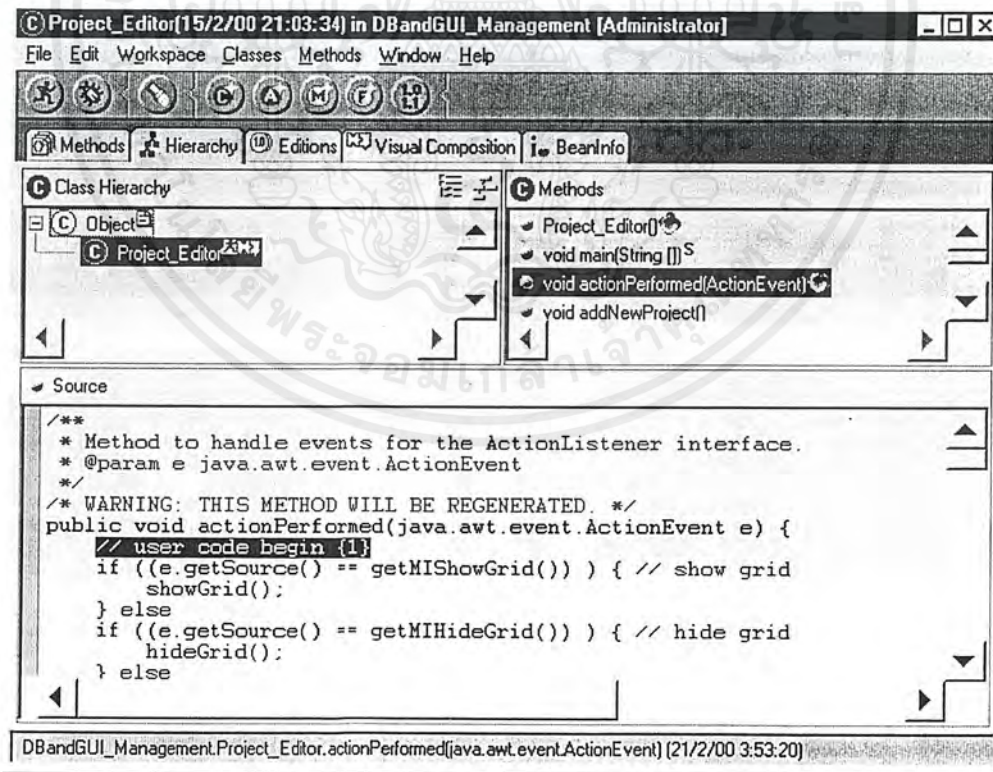 Project_Editor(15/2/00 21:03:34) in DBandGUI_Management [Administrator]
File Edit Workspace Classes Methods Window Help
Methods Hierarchy Editions Visual Composition BeanInfo
Class Hierarchy
Object
Project_Editor
Methods
Project_Editor()
void main(String []) S
void actionPerformed(ActionEvent)
void addNewProject()
Source
/**
* Method to handle events for the ActionListener interface.
* @param e java.awt.event.ActionEvent
*/
/* WARNING: THIS METHOD WILL BE REGENERATED. */
public void actionPerformed(java.awt.event.ActionEvent e) {
// user code begin {1}
if ((e.getSource() == getMIShowGrid()) ) { // show grid
showGrid();
} else
if ((e.getSource() == getMIHideGrid()) ) { // hide grid
hideGrid();
} else
DBandGUI_Management.Project_Editor.actionPerformed(java.awt.event.ActionEvent) (21/2/00 3:53:20)